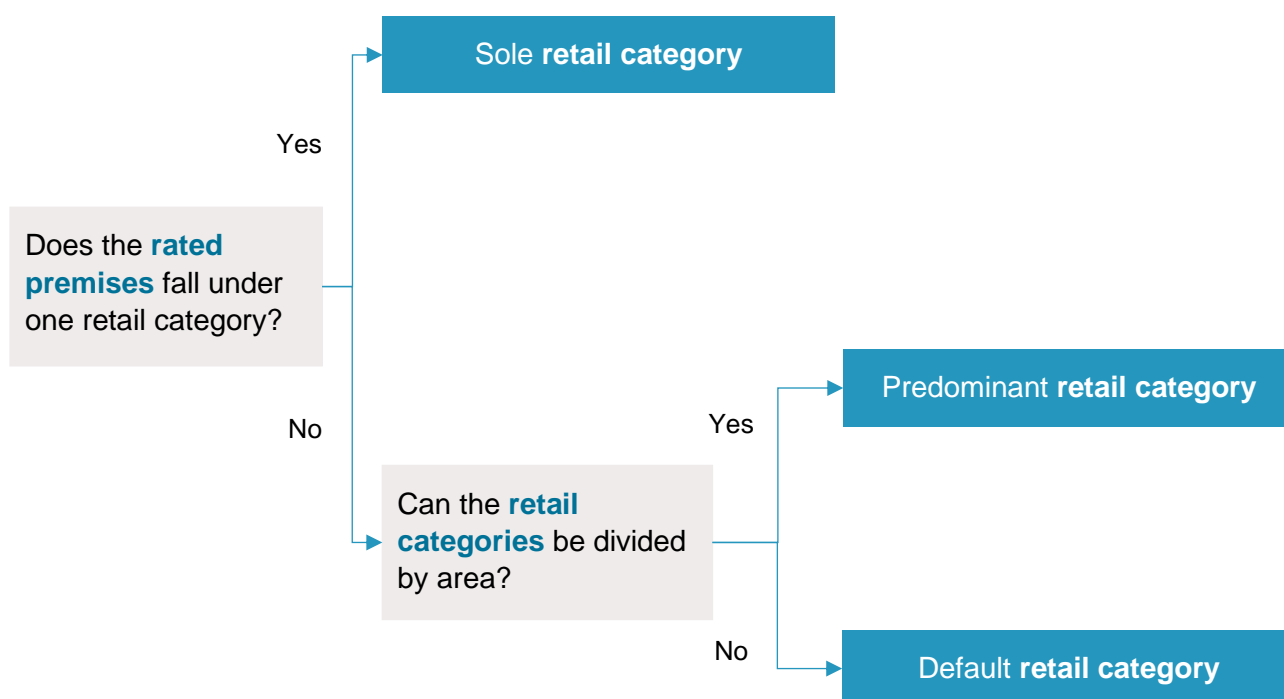 Sole retail category
Yes
Does the rated
premises fall under
one retail category?
No
Predominant retail category
Yes
Can the retail
categories be divided
by area?
No
Default retail category